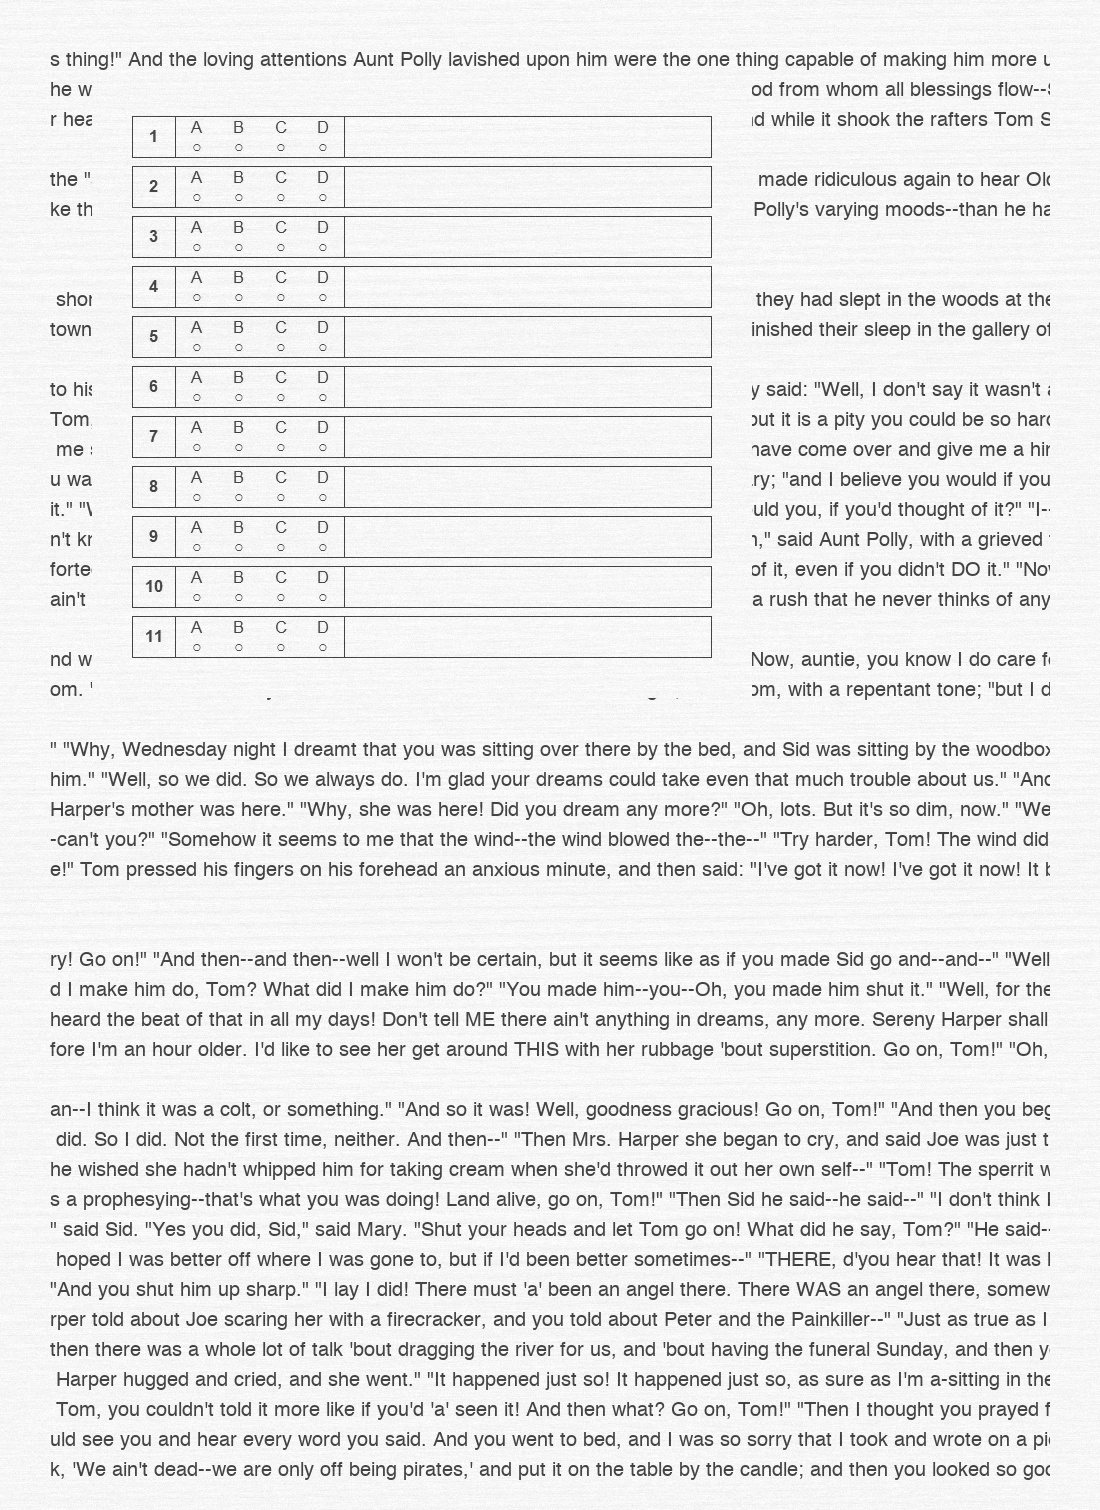 s thing!" And the loving attentions Aunt Polly lavished upon him were the one thing capable of making him more
he od from whom all blessings flow--
r hea d while it shook the rafters Tom
the " made ridiculous again to hear
ke th Polly's varying moods--than he
1 A B C D
2 A B C D
3 A B C D
4 A B C D
5 A B C D
6 A B C D
7 A B C D
8 A B C D
9 A B C D
10 A B C D
11 A B C D
shor they had slept in the woods at the
town inished their sleep in the gallery of
to his y said: "Well, I don't say it wasn't
Tom but it is a pity you could be so hard
me have come over and give me a
u wa ry; "and I believe you would if you
it." uld you, if you'd thought of it?" "I-
n't kn n," said Aunt Polly, with a grieved
forte of it, even if you didn't DO it."
ain't a rush that he never thinks of any
nd w Now, auntie, you know I do care
om. ' om, with a repentant tone; "but I
" "Why, Wednesday night I dreamt that you was sitting over there by the bed, and Sid was sitting by the woodbox
him." "Well, so we did. So we always do. I'm glad your dreams could take even that much trouble about us." "And
Harper's mother was here." "Why, she was here! Did you dream any more?" "Oh, lots. But it's so dim, now." "We
-can't you?" "Somehow it seems to me that the wind--the wind blowed the--the--" "Try harder, Tom! The wind did
e!" Tom pressed his fingers on his forehead an anxious minute, and then said: "I've got it now! I've got it now! It
ry! Go on!" "And then--and then--well I won't be certain, but it seems like as if you made Sid go and--and--" "Well
d I make him do, Tom? What did I make him do?" "You made him--you--Oh, you made him shut it." "Well, for the
heard the beat of that in all my days! Don't tell ME there ain't anything in dreams, any more. Sereny Harper shall
fore I'm an hour older. I'd like to see her get around THIS with her rubbage 'bout superstition. Go on, Tom!" "Oh,
an--I think it was a colt, or something." "And so it was! Well, goodness gracious! Go on, Tom!" "And then you beg
did. So I did. Not the first time, neither. And then--" "Then Mrs. Harper she began to cry, and said Joe was just
he wished she hadn't whipped him for taking cream when she'd throwed it out her own self--" "Tom! The sperrit
s a prophesying--that's what you was doing! Land alive, go on, Tom!" "Then Sid he said--he said--" "I don't think I
" said Sid. "Yes you did, Sid," said Mary. "Shut your heads and let Tom go on! What did he say, Tom?" "He said-
hoped I was better off where I was gone to, but if I'd been better sometimes--" "THERE, d'you hear that! It was
"And you shut him up sharp." "I lay I did! There must 'a' been an angel there. There WAS an angel there, somew
rper told about Joe scaring her with a firecracker, and you told about Peter and the Painkiller--" "Just as true as I
then there was a whole lot of talk 'bout dragging the river for us, and 'bout having the funeral Sunday, and then
Harper hugged and cried, and she went." "It happened just so! It happened just so, as sure as I'm a-sitting in the
Tom, you couldn't told it more like if you'd 'a' seen it! And then what? Go on, Tom!" "Then I thought you prayed
uld see you and hear every word you said. And you went to bed, and I was so sorry that I took and wrote on a
k, 'We ain't dead--we are only off being pirates,' and put it on the table by the candle; and then you looked so